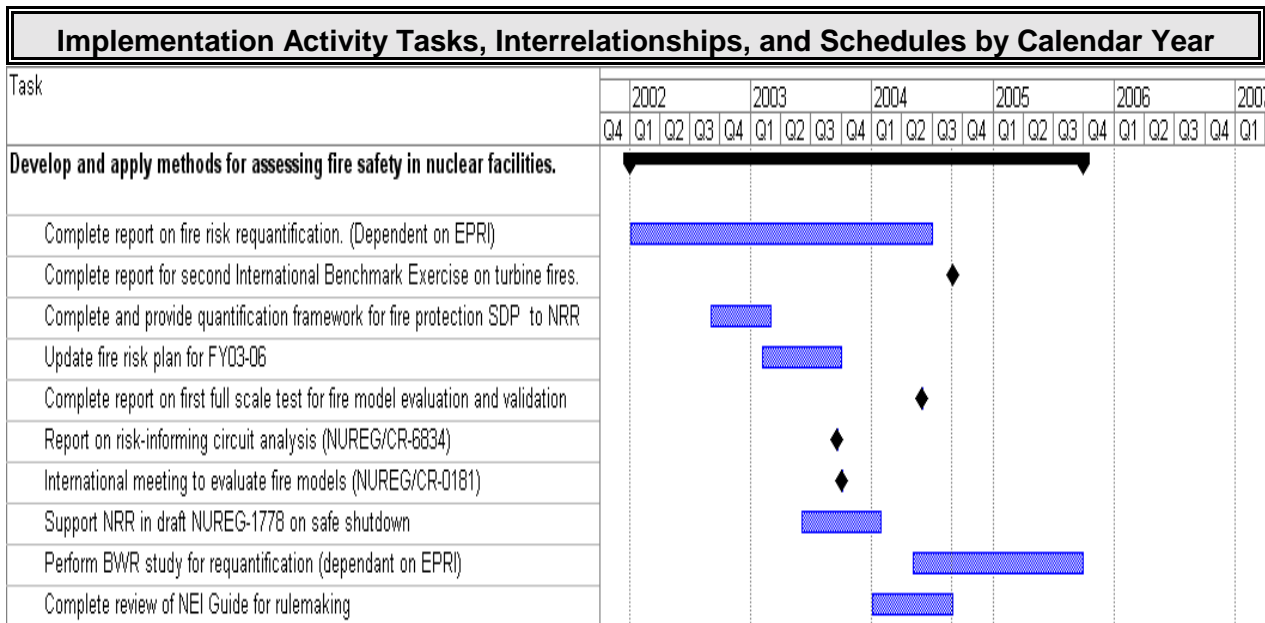 Implementation Activity Tasks, Interrelationships, and Schedules by Calendar Year
Task
2002 2003 2004 2005 2006 200
Q4 Q1 Q2 Q3 Q4 Q1 Q2 Q3 Q4 Q1 Q2 Q3 Q4 Q1 Q2 Q3 Q4 Q1 Q2 Q3 Q4 Q1
Develop and apply methods for assessing fire safety in nuclear facilities.
Complete report on fire risk requantification. (Dependent on EPRI)
Complete report for second International Benchmark Exercise on turbine fires.
Complete and provide quantification framework for fire protection SDP to NRR
Update fire risk plan for FY03-06
Complete report on first full scale test for fire model evaluation and validation
Report on risk-informing circuit analysis (NUREG/CR-6834)
International meeting to evaluate fire models (NUREG/CR-0181)
Support NRR in draft NUREG-1778 on safe shutdown
Perform BWR study for requantification (dependant on EPRI)
Complete review of NEI Guide for rulemaking